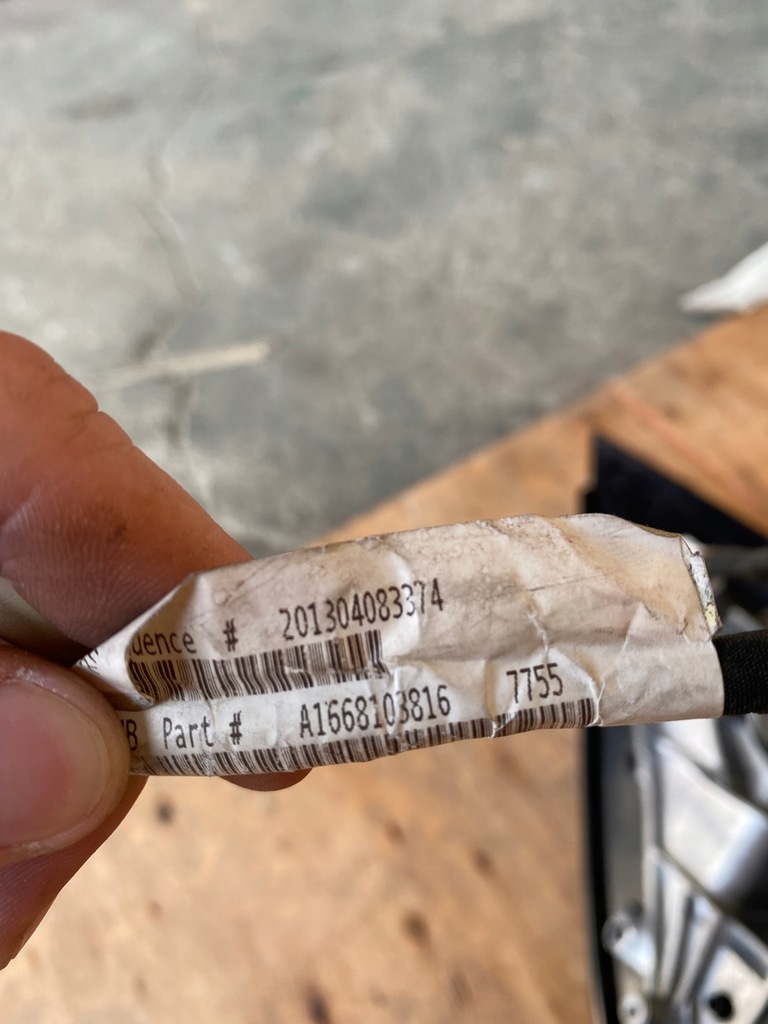 uence # 201304083374
B Part # A1668103816 7755